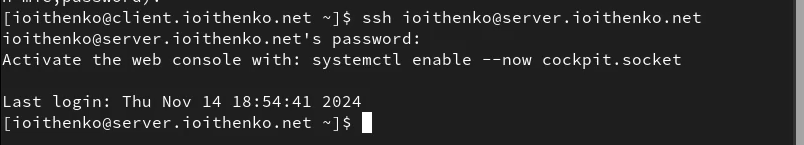 [ioithenko@client.ioithenko.net ~]$ ssh ioithenko@server.ioithenko.net
ioithenko@server.ioithenko.net's password:
Activate the web console with: systemctl enable --now cockpit.socket
Last login: Thu Nov 14 18:54:41 2024
[ioithenko@server.ioithenko.net ~]$